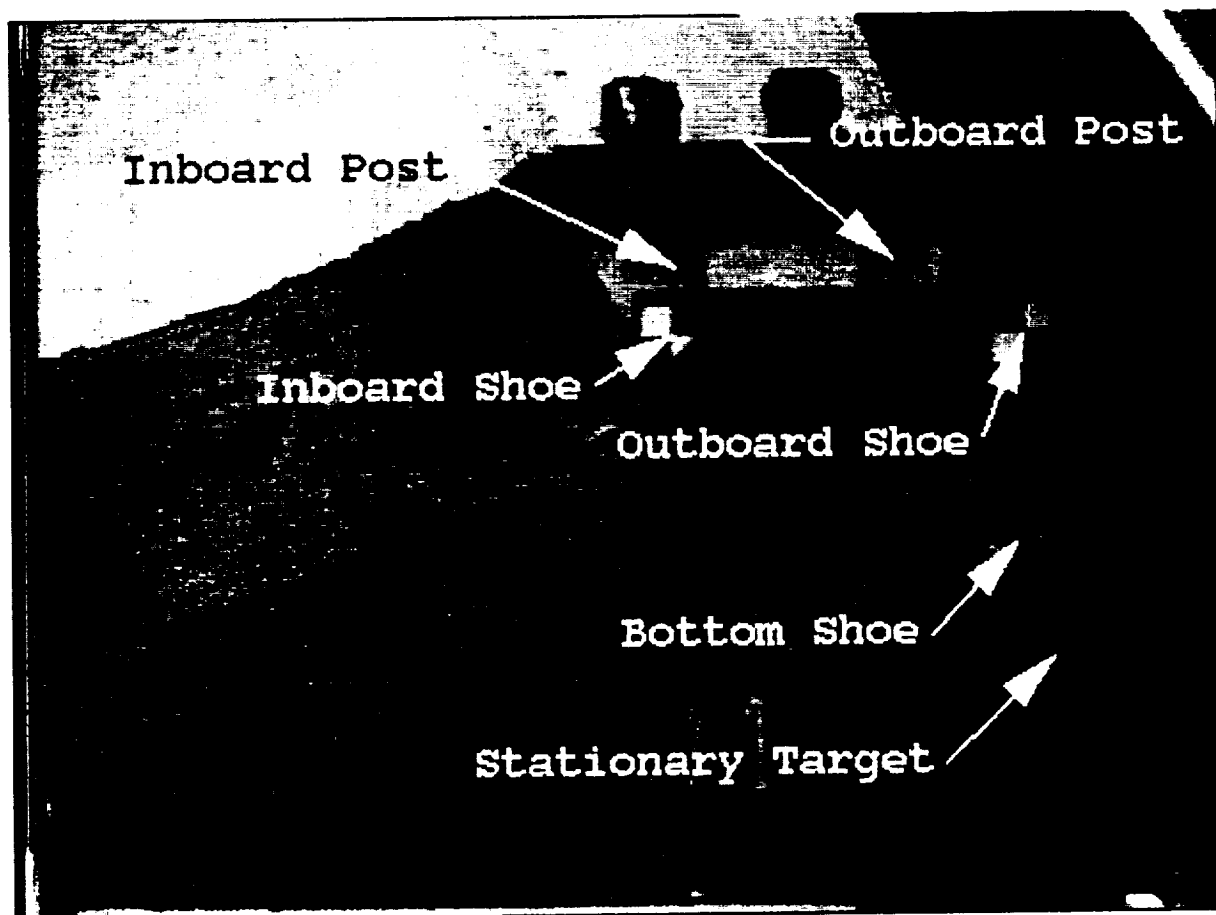 Outboard Post
Inboard Post
Inboard Shoe
Outboard Shoe
Bottom Shoe
Stationary Target